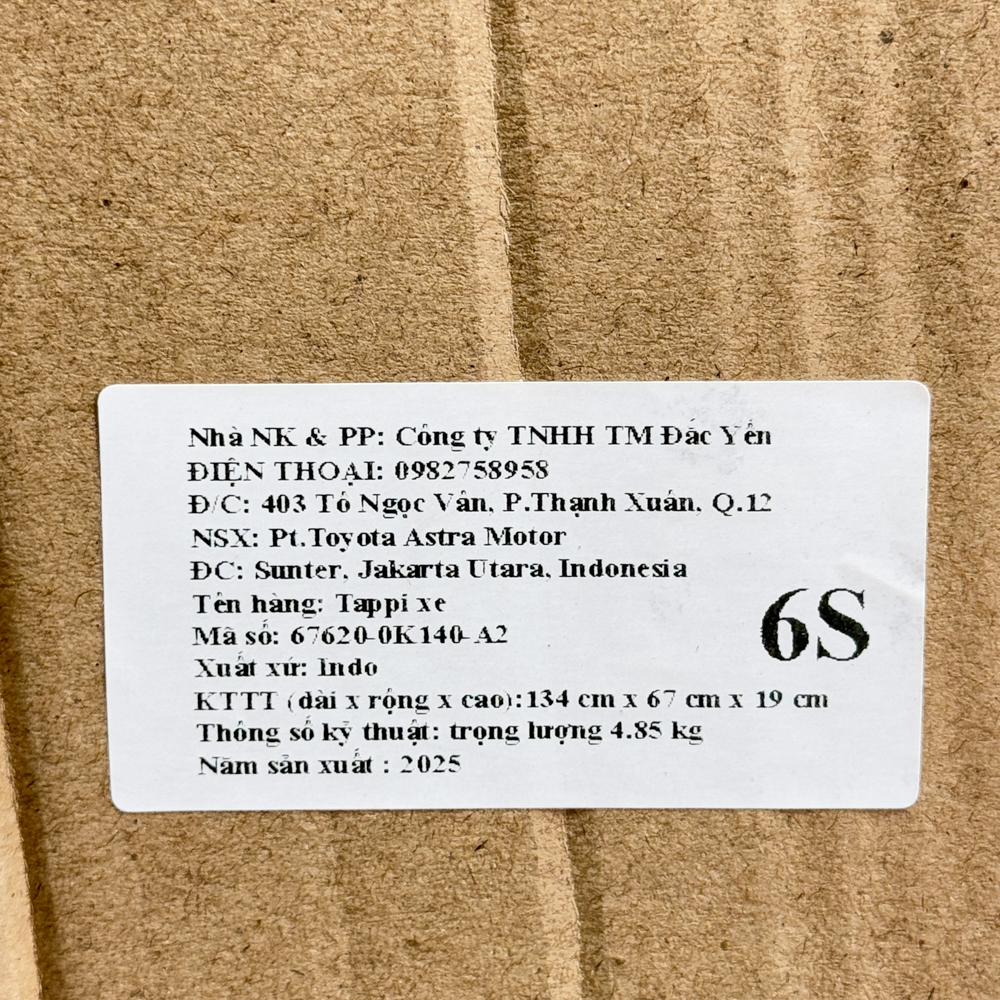 Nhà NK & PP: Công ty TNHH TM Đắc Yến
ĐIỆN THOẠI: 0982758958
Đ/C: 403 Tô Ngọc Vân, P.Thạnh Xuân, Q.12
NSX: Pt.Toyota Astra Motor
ĐC: Sunter, Jakarta Utara, Indonesia
Tên hàng: Tappi xe
Mã số: 67620-0K140-A2
6S
Xuất xứ: Indo
KTTT (dài x rộng x cao):134 cm x 67 cm x 19 cm
Thông số kỹ thuật: trọng lượng 4.85 kg
Năm sản xuất : 2025